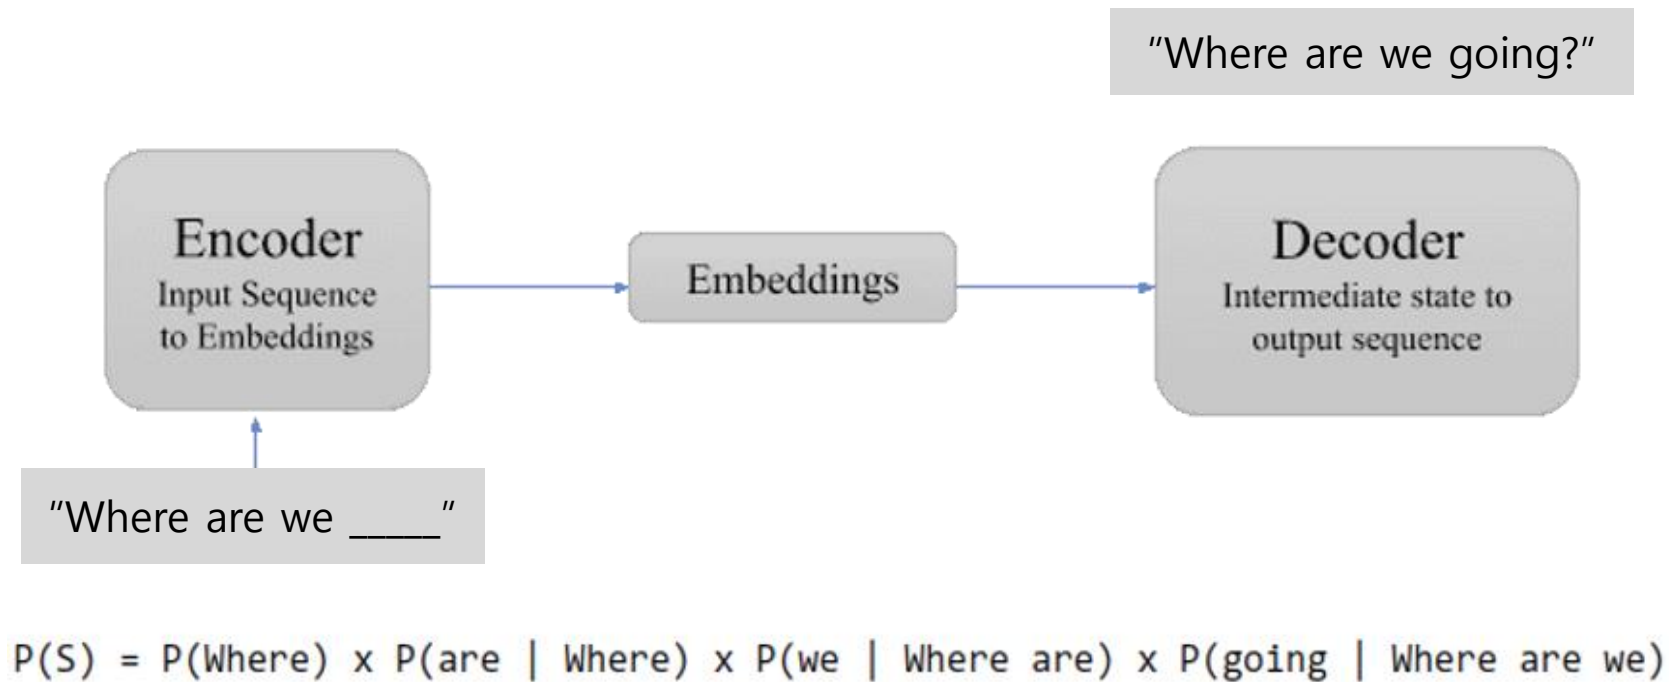 "Where are we going?"
Encoder
Input Sequence
to Embeddings
Embeddings
Decoder
Intermediate state to
output sequence
"Where are we _____"
P(S) = P(Where) x P(are | Where) x P(we | Where are) x P(going | Where are we)